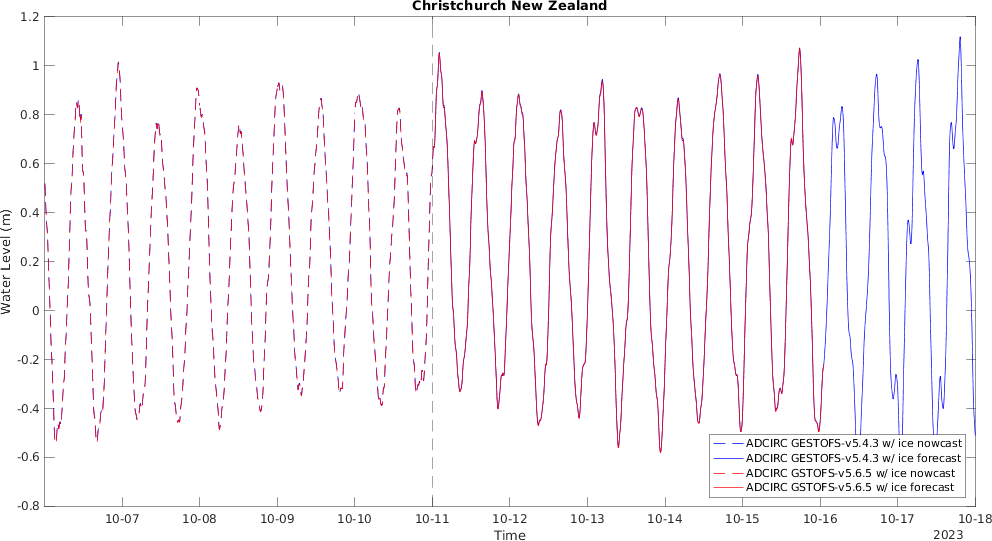 Christchurch New Zealand
1.2
1
0.8
0.6
0.4
0.2
0
-0.2
-0.4
-0.6
-0.8
Water Level (m)
ADCIRC GESTOFS-v5.4.3 w/ ice nowcast
ADCIRC GESTOFS-v5.4.3 w/ ice forecast
ADCIRC GSTOFS-v5.6.5 w/ ice nowcast
ADCIRC GSTOFS-v5.6.5 w/ ice forecast
10-07 10-08 10-09 10-10 10-11 10-12 10-13 10-14 10-15 10-16 10-17 10-18
Time
2023